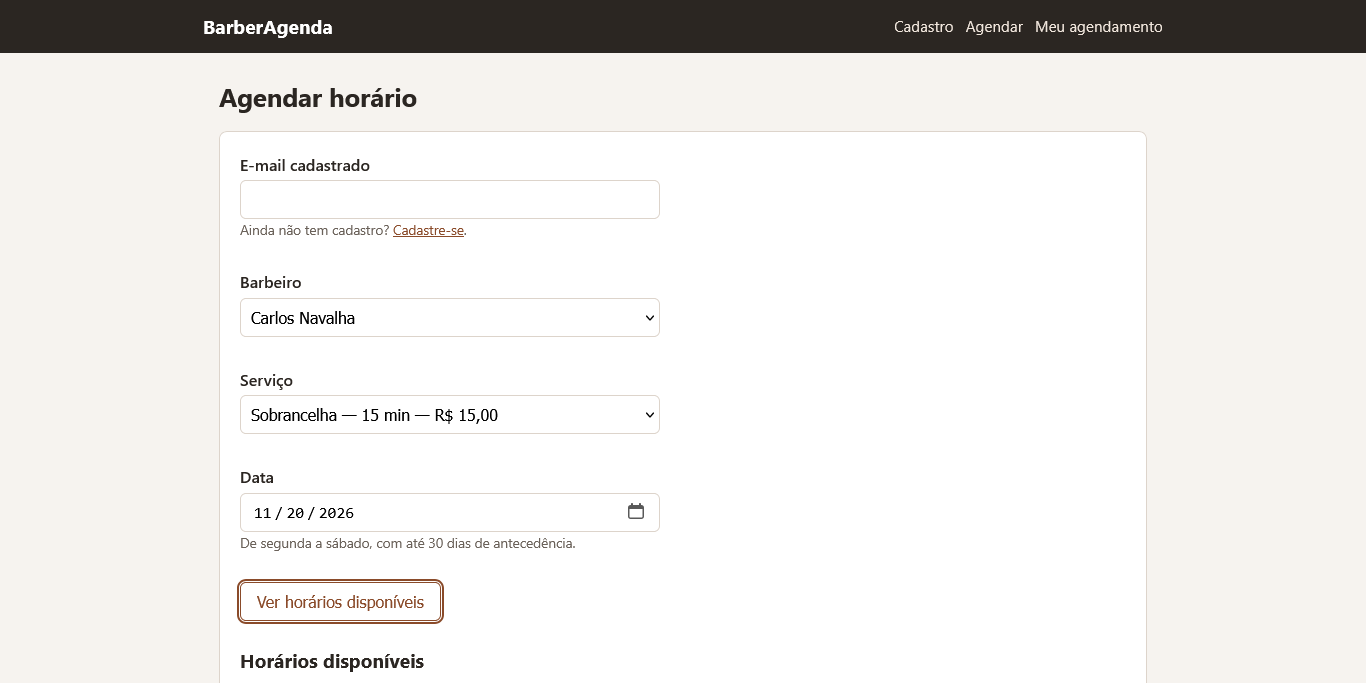 BarberAgenda
Cadastro Agendar Meu agendamento
Agendar horário
E-mail cadastrado
Ainda não tem cadastro? Cadastre-se.
Barbeiro
Carlos Navalha
Serviço
Sobrancelha — 15 min — R$ 15,00
Data
11 / 20 / 2026
De segunda a sábado, com até 30 dias de antecedência.
Ver horários disponíveis
Horários disponíveis